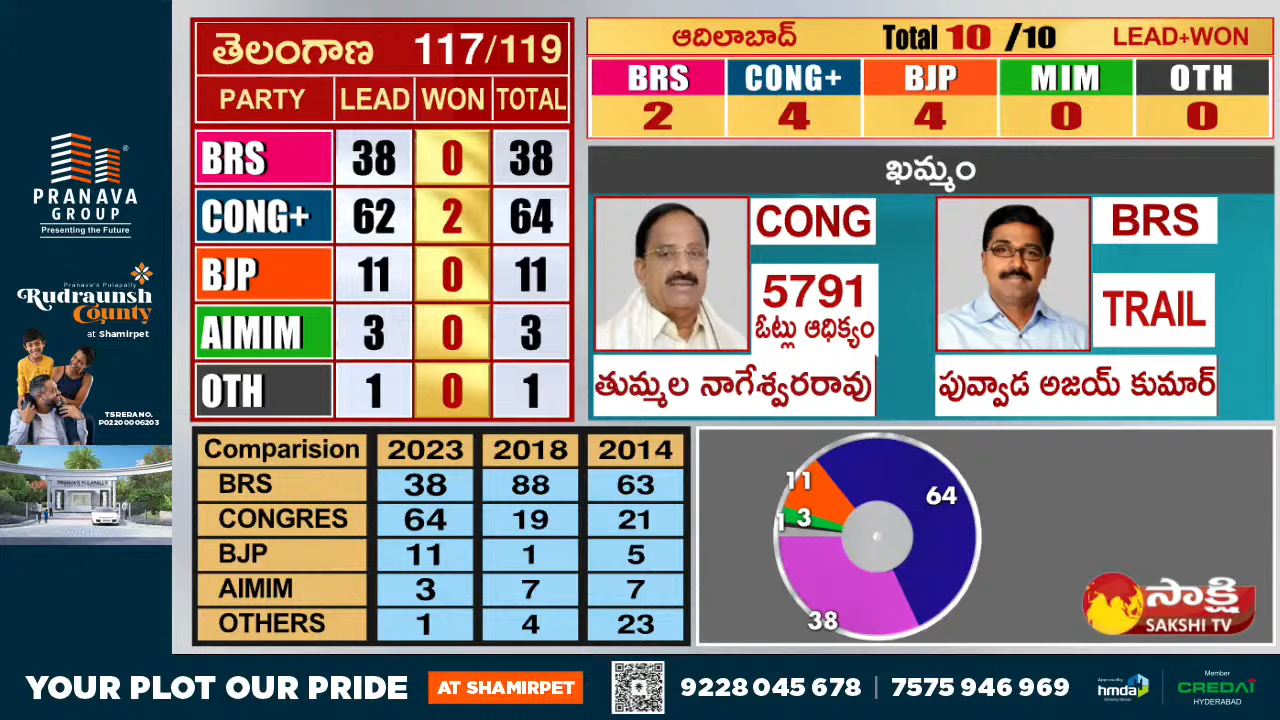 PRANAVA
GROUP
Presenting the Future
Pranava's Pulapally
Rudraunsh
County
at Shamirpet
TSRERANO.
P02200006203
PRANAVA'S PULAPALLY
తెలంగాణ 117/119
PARTY LEAD WON TOTAL
BRS 38 0 38
CONG+ 62 2 64
BJP 11 0 11
AIMIM 3 0 3
OTH 1 0 1
ఆదిలాబాద్ Total 10 /10 LEAD+WON
BRS CONG+ BJP MIM OTH
2 4 4 0 0
ఖమ్మం
CONG
5791
ఓట్లు ఆధిక్యం
తుమ్మల నాగేశ్వరరావు
BRS
TRAIL
పువ్వాడ అజయ్ కుమార్
Comparision 2023 2018 2014
BRS 38 88 63
CONGRES 64 19 21
BJP 11 1 5
AIMIM 3 7 7
OTHERS 1 4 23
11
64
1 3
38
సాక్షి
SAKSHI TV
YOUR PLOT OUR PRIDE AT SHAMIRPET 9228 045 678 | 7575 946 969
Approved by
hmda
Member
CREDAI
HYDERABAD